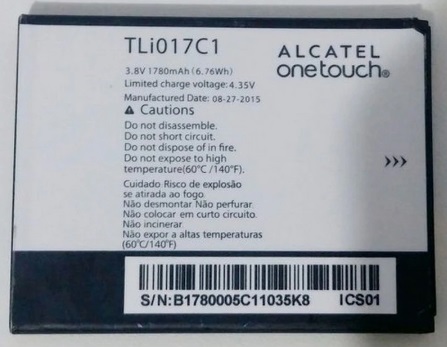 TLi017C1
ALCATEL
onetouch®
3.8V 1780mAh (6.76Wh)
Limited charge voltage: 4.35V
Manufactured Date: 08-27-2015
Cautions
Do not disassemble.
Do not short circuit.
Do not dispose of in fire.
Do not expose to high
temperature(60°C/140°F).
Cuidado Risco de explosão
se atirada ao fogo.
Não desmontar Não perfurar.
Não colocar em curto circuito.
Não incinerar
Não expor a altas temperaturas
(60°C/140°F)
S/N:B1780005C11035K8 ICS01